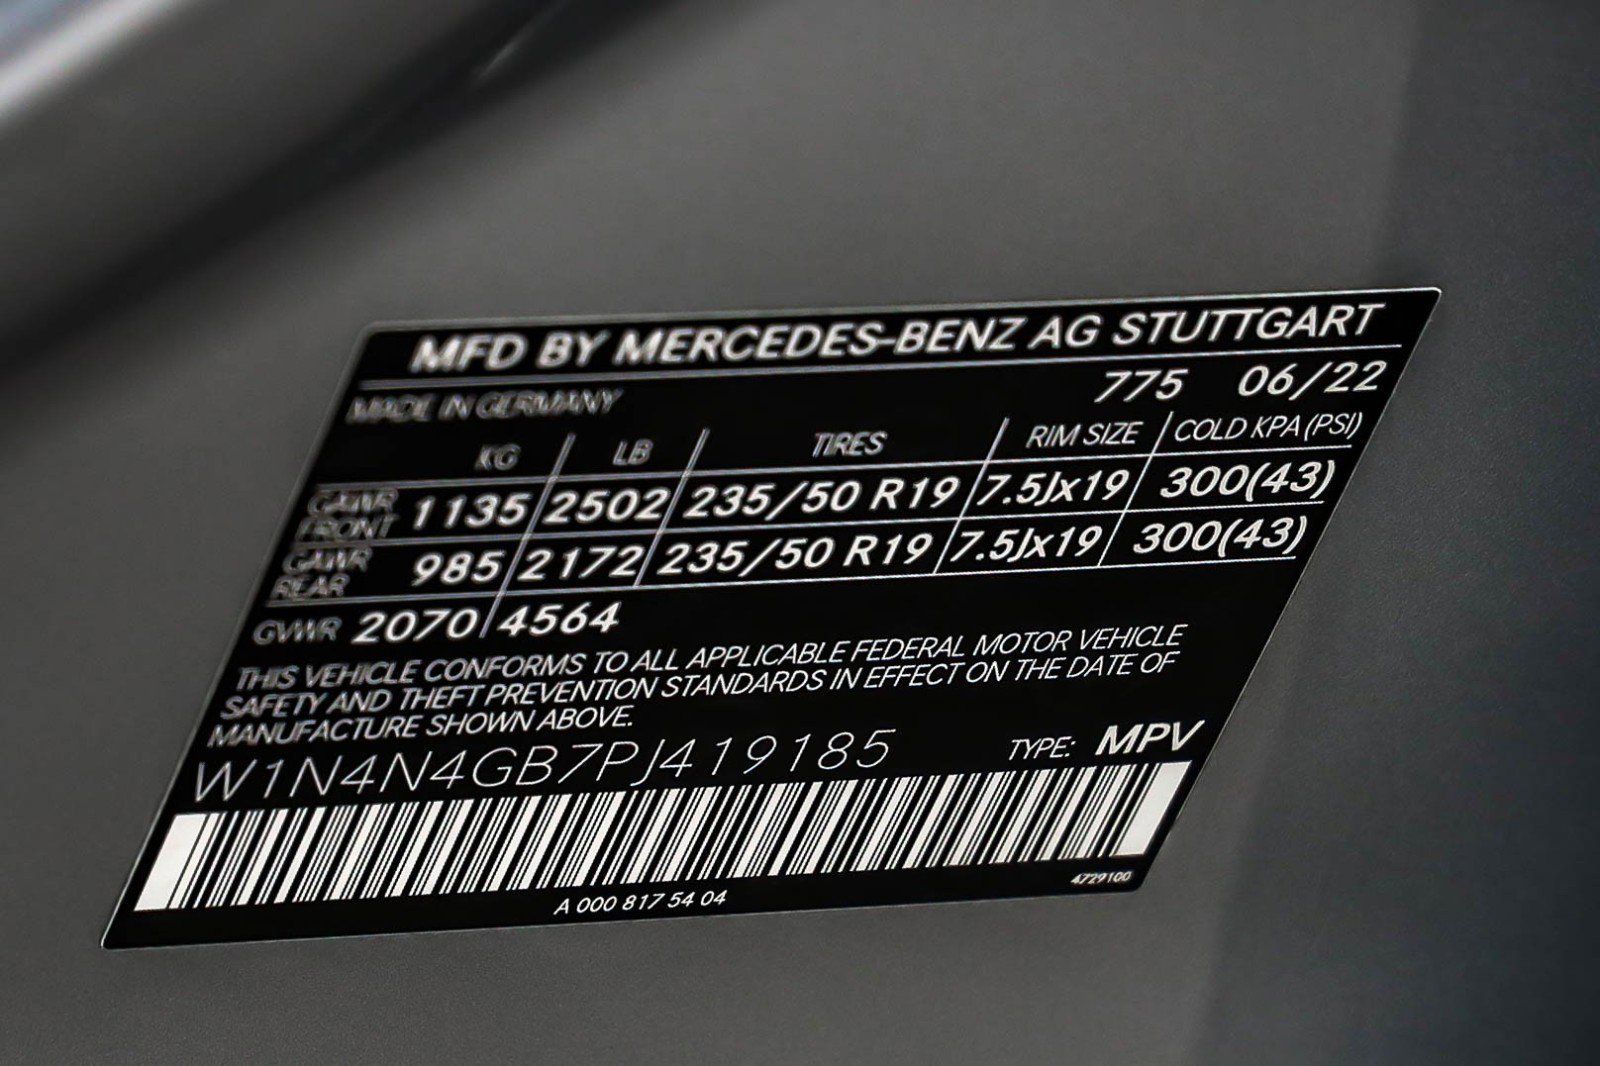 MFD BY MERCEDES-BENZ AG STUTTGART
MADE IN GERMANY 775 06/22
KG LB TIRES RIM SIZE COLD KPA (PSI)
GAWR FRONT 1135 2502 235/50 R19 7.5Jx19 300(43)
GAWR REAR 985 2172 235/50 R19 7.5Jx19 300(43)
GVWR 2070 4564
THIS VEHICLE CONFORMS TO ALL APPLICABLE FEDERAL MOTOR VEHICLE
SAFETY AND THEFT PREVENTION STANDARDS IN EFFECT ON THE DATE OF
MANUFACTURE SHOWN ABOVE.
W1N4N4GB7PJ419185 TYPE: MPV
A 000 817 54 04 4729100